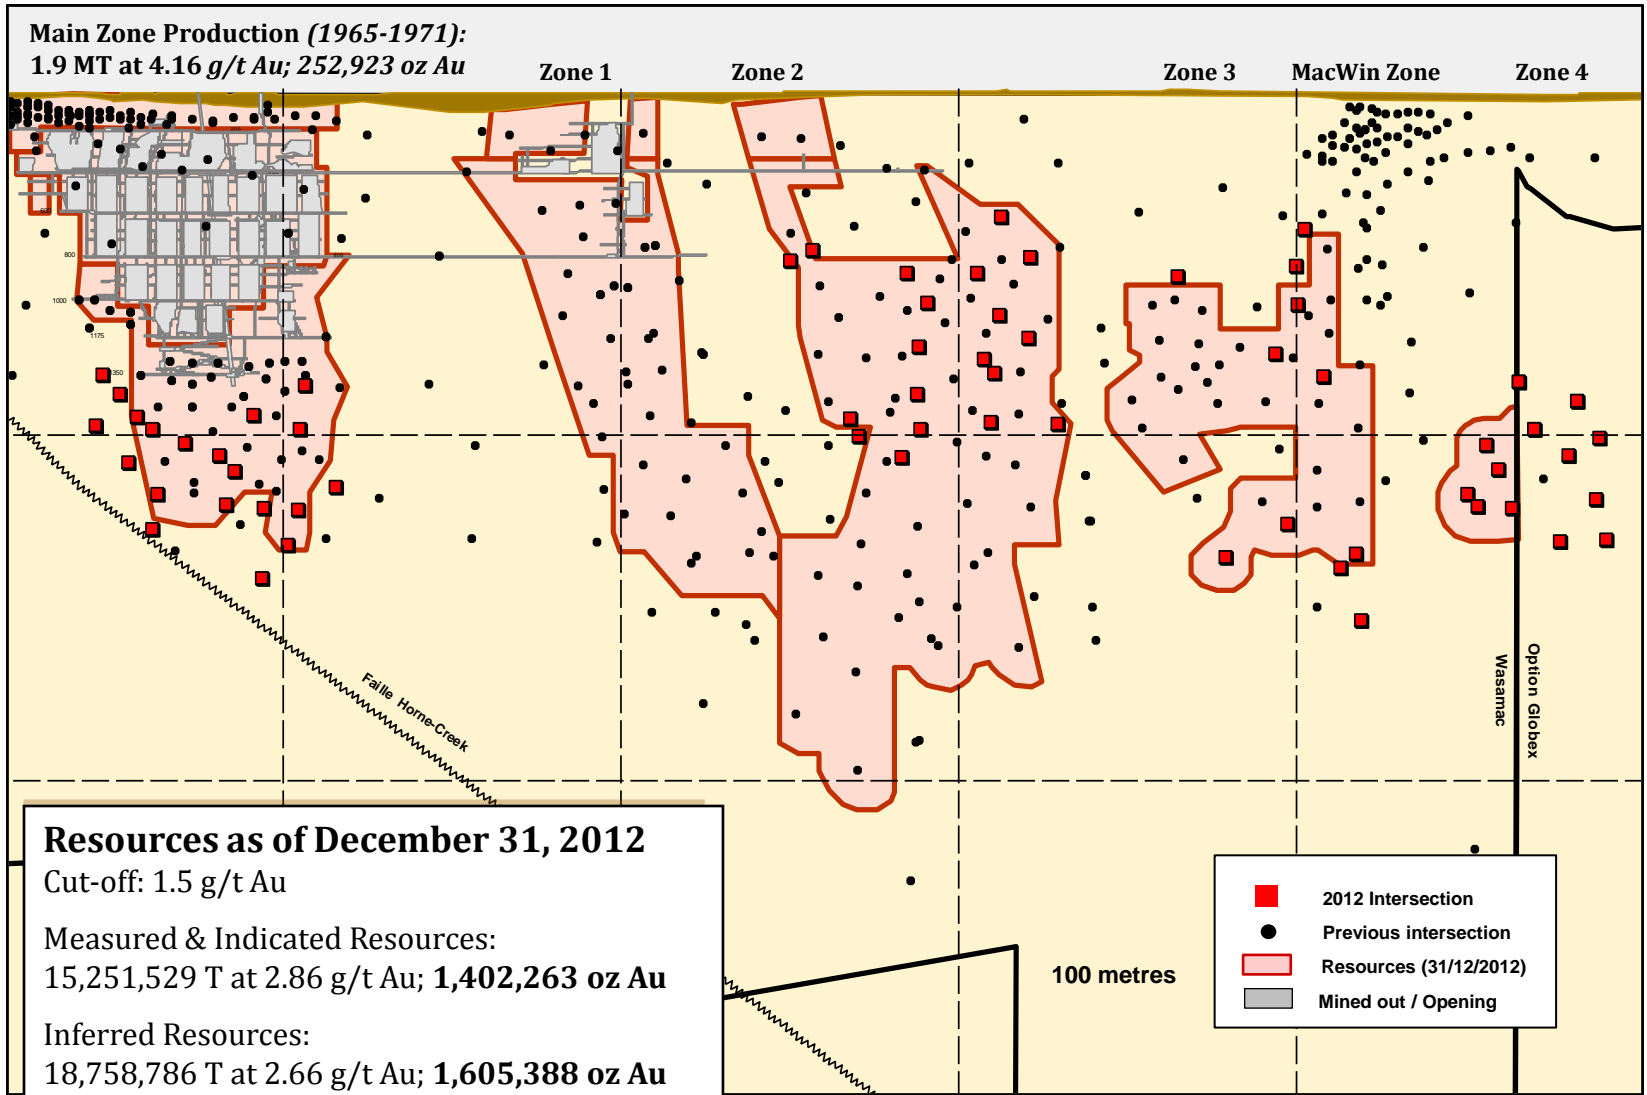 Main Zone Production (1965-1971):
1.9 MT at 4.16 g/t Au; 252,923 oz Au
Zone 1
Zone 2
Zone 3
MacWin Zone
Zone 4
800
1000
1175
Faille Horne-Creek
Wasamac
Option Globex
Resources as of December 31, 2012
Cut-off: 1.5 g/t Au
Measured & Indicated Resources:
15,251,529 T at 2.86 g/t Au; 1,402,263 oz Au
Inferred Resources:
18,758,786 T at 2.66 g/t Au; 1,605,388 oz Au
100 metres
2012 Intersection
Previous intersection
Resources (31/12/2012)
Mined out / Opening